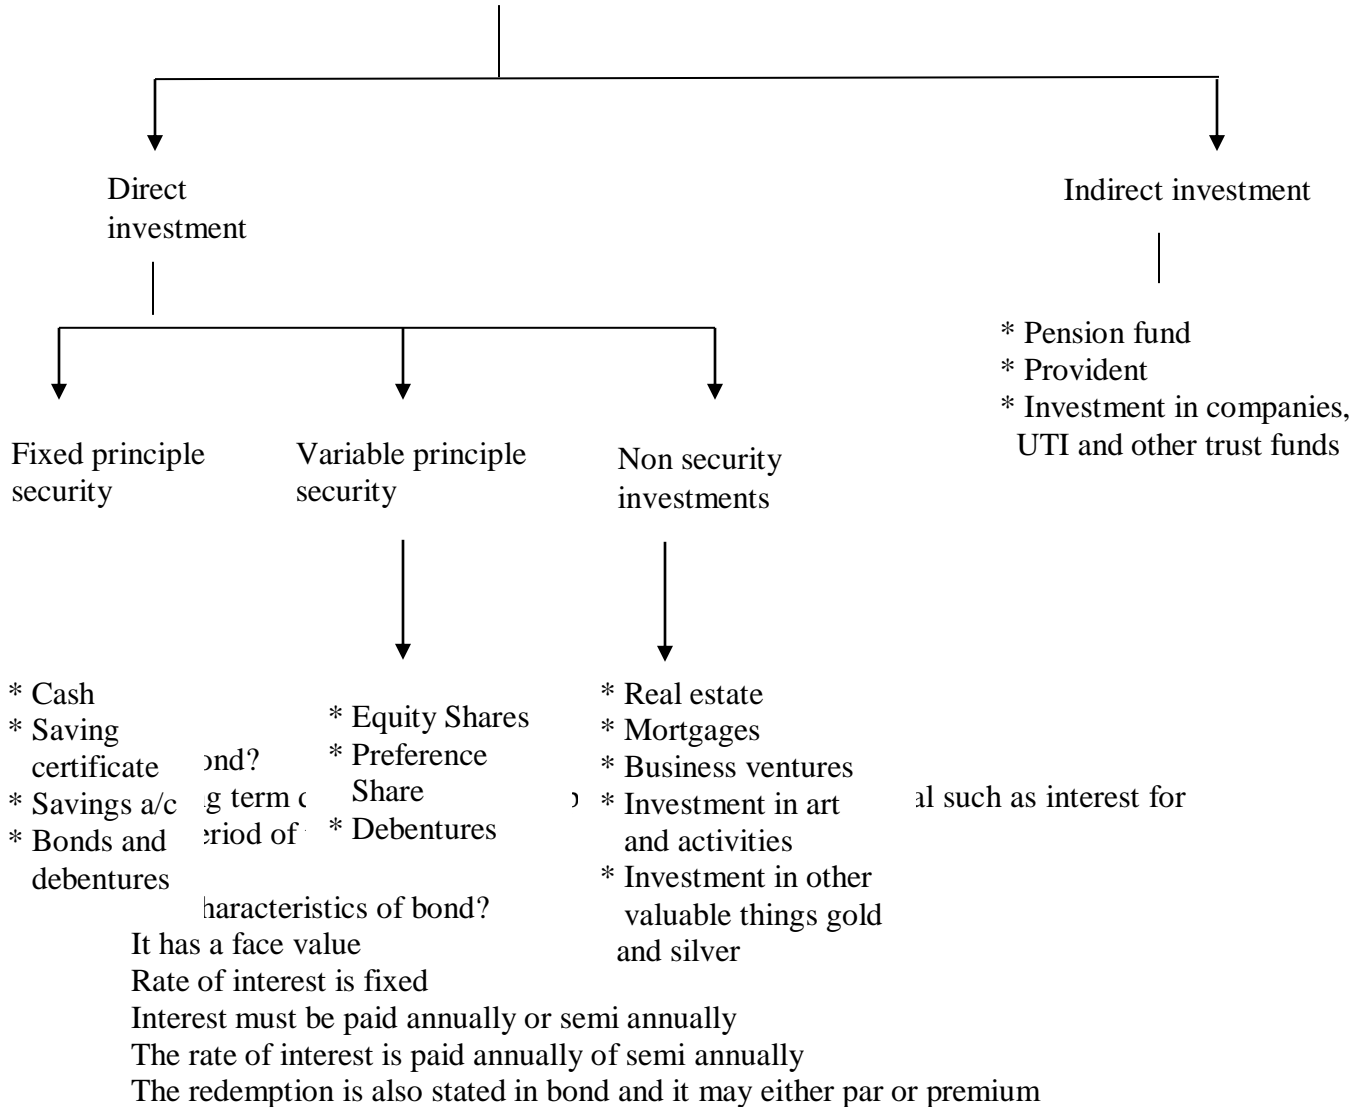 Direct
investment
Indirect investment
* Pension fund
* Provident
* Investment in companies,
UTI and other trust funds
Fixed principle
security
Variable principle
security
Non security
investments
* Cash
* Saving
certificate
* Savings a/c
* Bonds and
debentures
* Equity Shares
* Preference
Share
* Debentures
* Real estate
* Mortgages
* Business ventures
* Investment in art
and activities
* Investment in other
valuable things gold
and silver
term
such as interest for
of
of bond?
It has a face value
Rate of interest is fixed
Interest must be paid annually or semi annually
The rate of interest is paid annually of semi annually
The redemption is also stated in bond and it may either par or premium